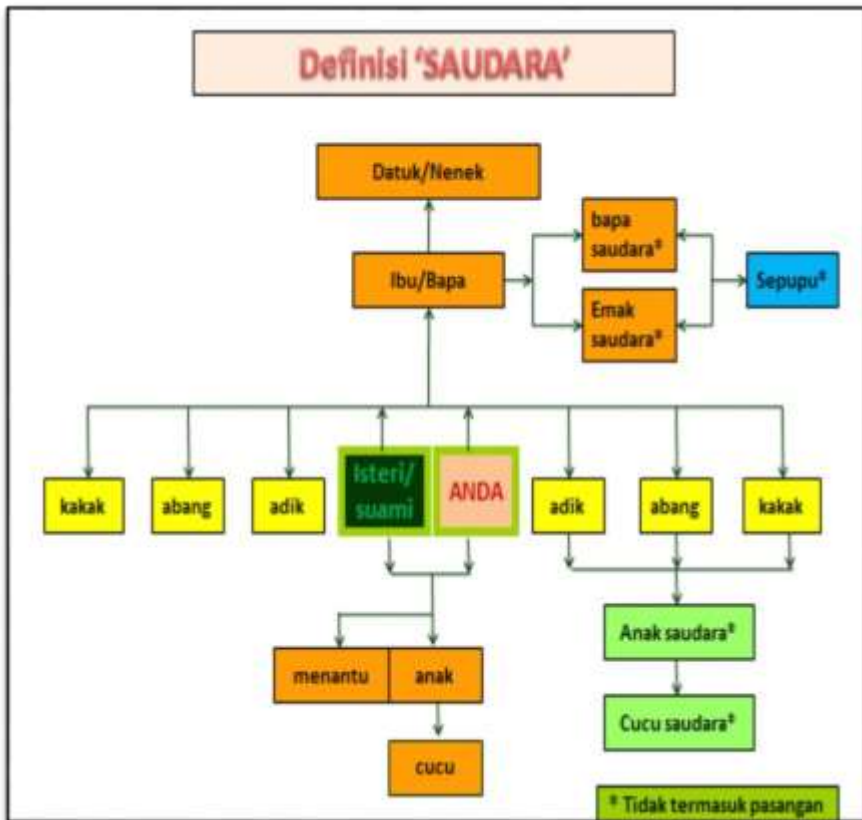 Definisi ‘SAUDARA’
Datuk/Nenek
bapa
saudara*
Ibu/Bapa
Sepupu*
Emak
saudara*
kakak
abang
adik
Isteri/
suami
ANDA
adik
abang
kakak
Anak saudara*
menantu
anak
Cucu saudara*
cucu
* Tidak termasuk pasangan